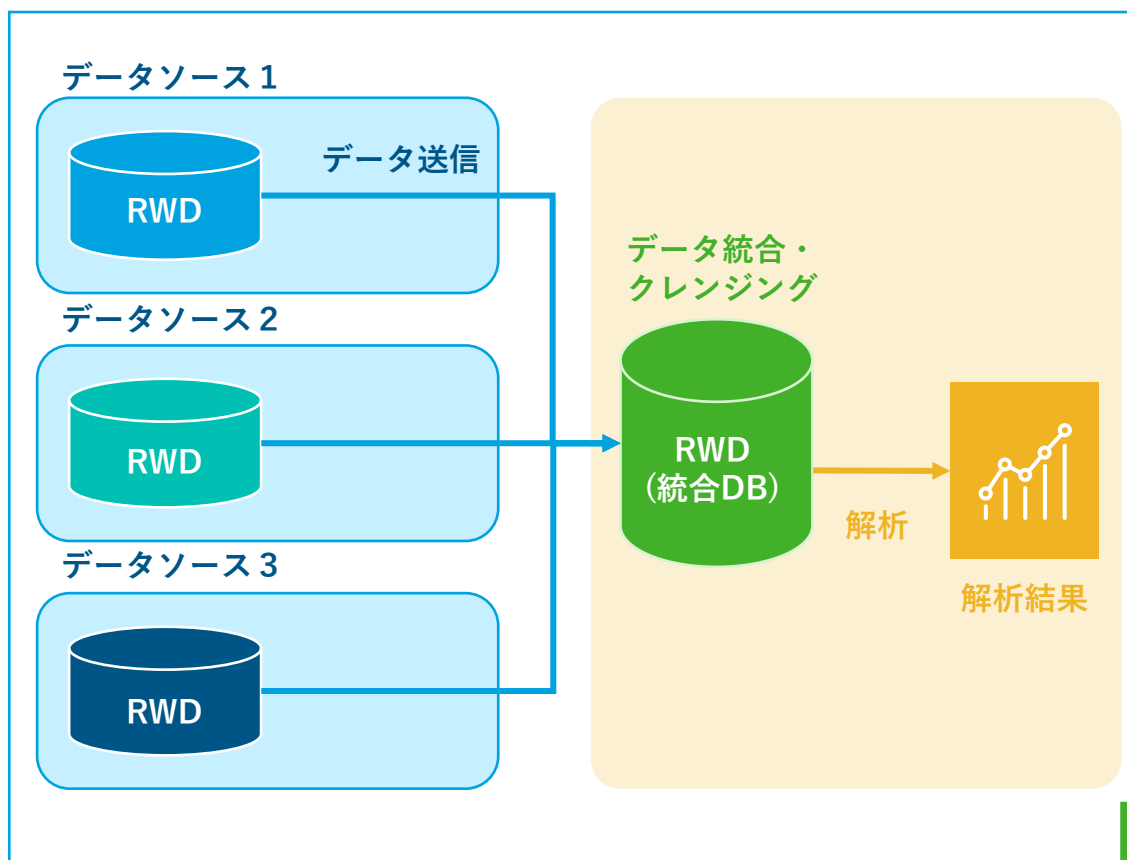 データソース１
RWD
データ送信
データソース２
RWD
データソース３
RWD
データ統合・
クレンジング
RWD
(統合DB)
解析
解析結果